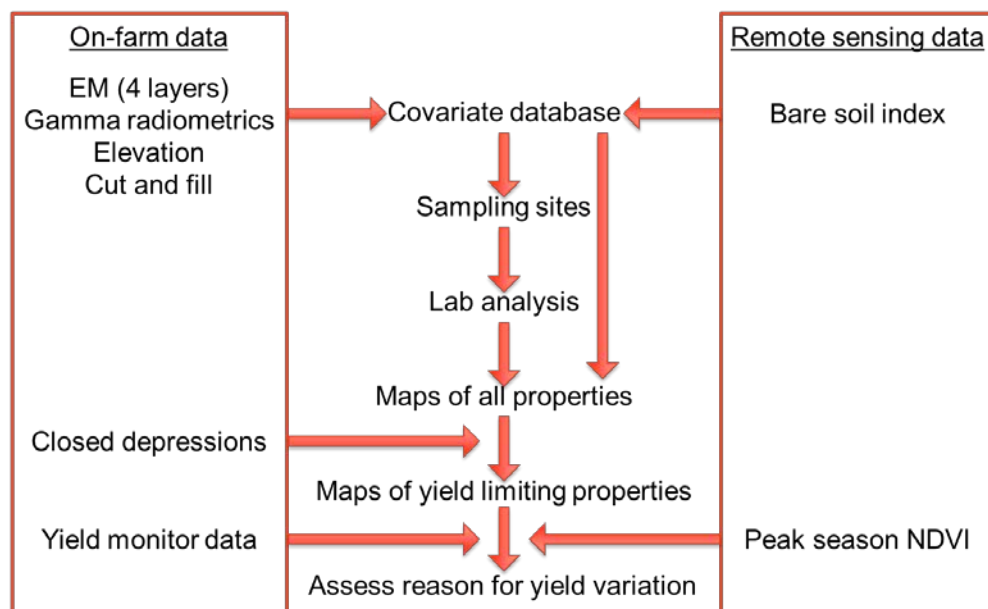 On-farm data
EM (4 layers)
Gamma radiometrics
Elevation
Cut and fill
Closed depressions
Yield monitor data
Covariate database
Sampling sites
Lab analysis
Maps of all properties
Maps of yield limiting properties
Assess reason for yield variation
Remote sensing data
Bare soil index
Peak season NDVI